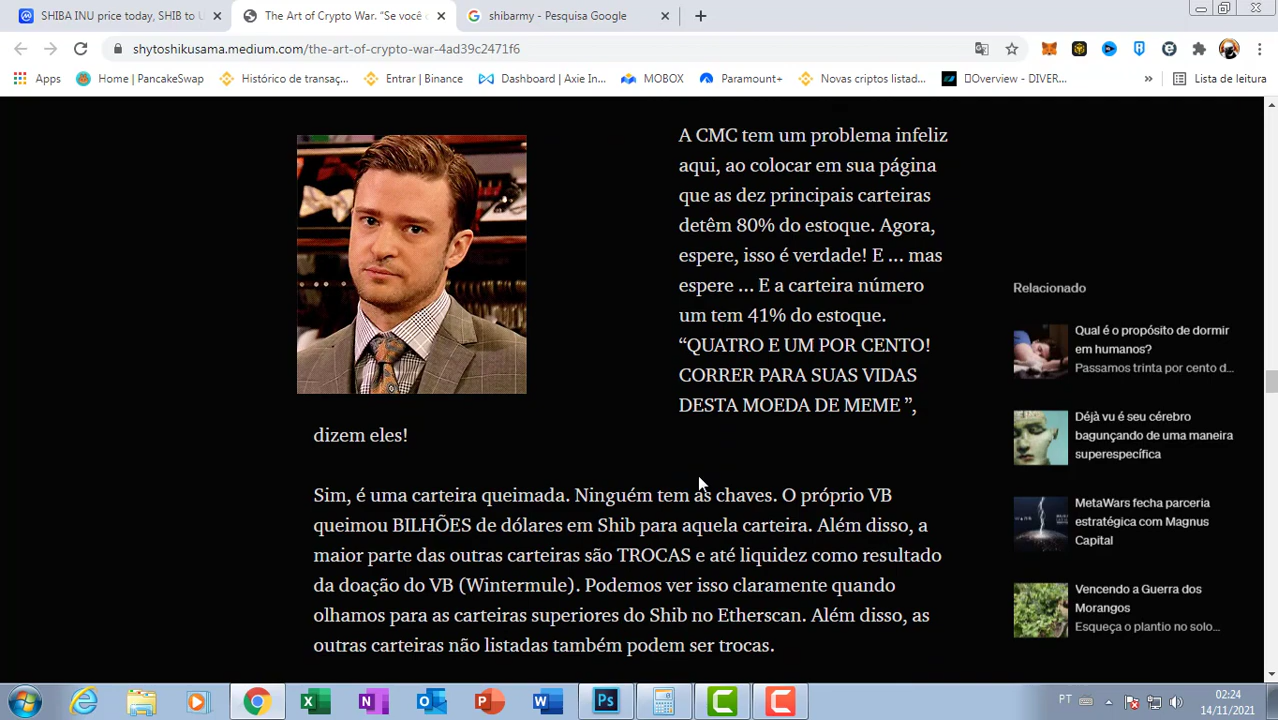 SHIBA INU price today, SHIB to U
The Art of Crypto War. "Se você c
shibarmy - Pesquisa Google
shytoshikusama.medium.com/the-art-of-crypto-war-4ad39c2471f6
Apps
Home | PancakeSwap
Histórico de transaç...
Entrar | Binance
Dashboard | Axie In...
MOBOX
Paramount+
Novas criptos listad...
Overview - DIVER...
»
Lista de leitura
A CMC tem um problema infeliz
aqui, ao colocar em sua página
que as dez principais carteiras
detêm 80% do estoque. Agora,
espere, isso é verdade! E ... mas
espere ... E a carteira número
um tem 41% do estoque.
“QUATRO E UM POR CENTO!
CORRER PARA SUAS VIDAS
DESTA MOEDA DE MEME ”,
dizem eles!
Sim, é uma carteira queimada. Ninguém tem as chaves. O próprio VB
queimou BILHÕES de dólares em Shib para aquela carteira. Além disso, a
maior parte das outras carteiras são TROCAS e até liquidez como resultado
da doação do VB (Wintermule). Podemos ver isso claramente quando
olhamos para as carteiras superiores do Shib no Etherscan. Além disso, as
outras carteiras não listadas também podem ser trocas.
Relacionado
Qual é o propósito de dormir
em humanos?
Passamos trinta por cento d...
Déjà vu é seu cérebro
bagunçando de uma maneira
superespecífica
MetaWars fecha parceria
estratégica com Magnus
Capital
Vencendo a Guerra dos
Morangos
Esqueça o plantio no solo...
PT
02:24
14/11/2021